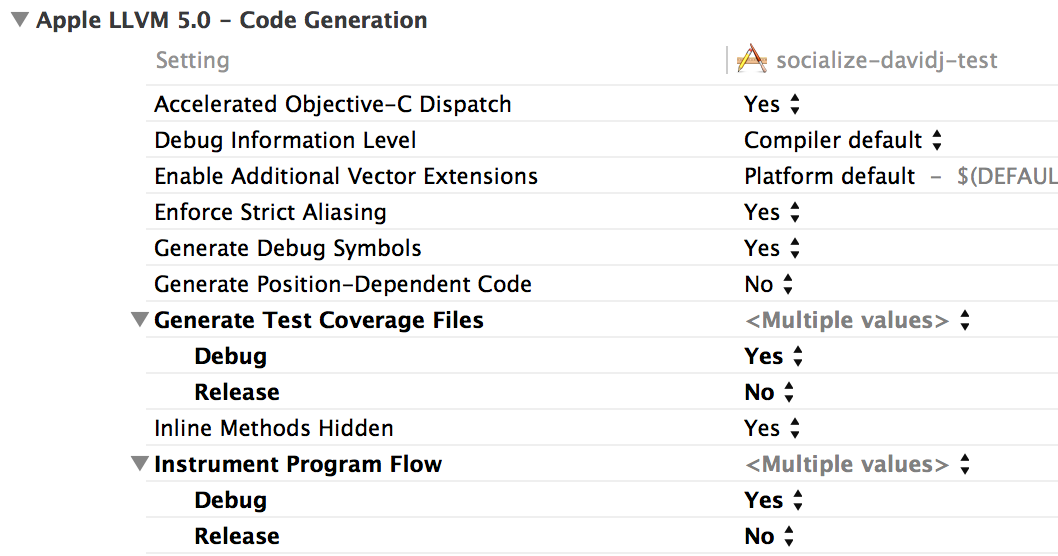 Apple LLVM 5.0 - Code Generation
Setting socialize-davidj-test
Accelerated Objective-C Dispatch Yes
Debug Information Level Compiler default
Enable Additional Vector Extensions Platform default - $(DEFAUL
Enforce Strict Aliasing Yes
Generate Debug Symbols Yes
Generate Position-Dependent Code No
Generate Test Coverage Files <Multiple values>
Debug Yes
Release No
Inline Methods Hidden Yes
Instrument Program Flow <Multiple values>
Debug Yes
Release No